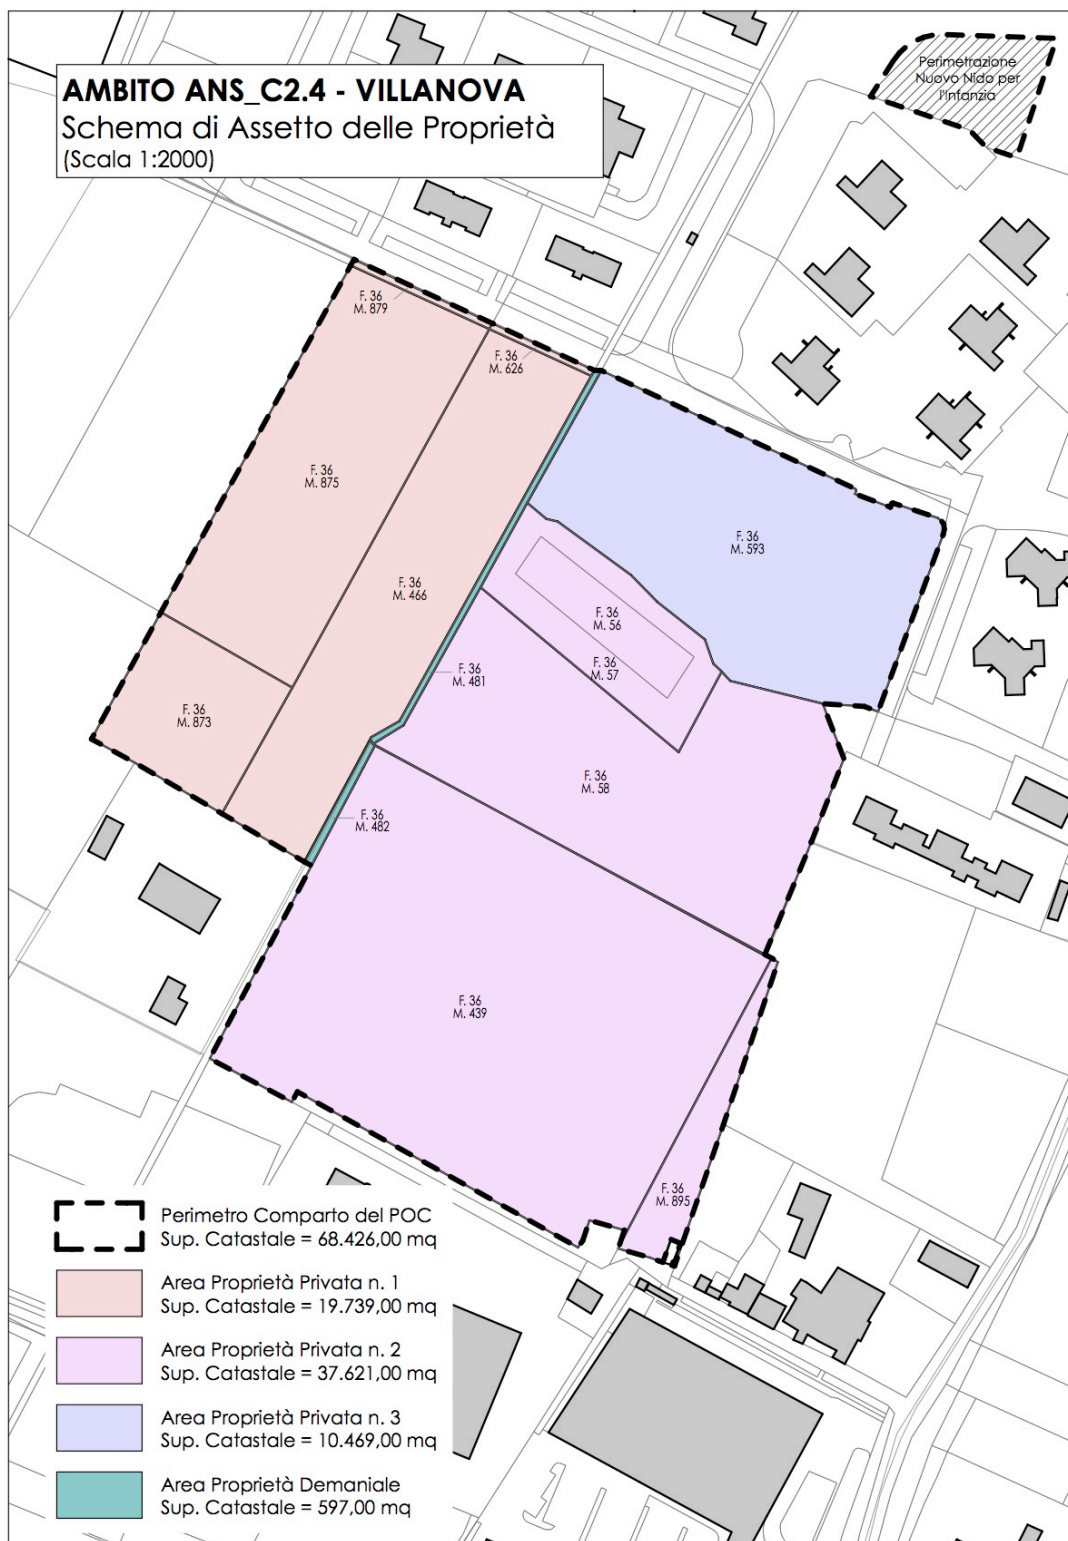 AMBITO ANS_C2.4 - VILLANOVA
Schema di Assetto delle Proprietà
(Scala 1:2000)
Perimetrazione
Nuovo Nido per
l'Infanzia
F. 36
M. 879
F. 36
M. 626
F. 36
M. 875
F. 36
M. 593
F. 36
M. 466
F. 36
M. 56
F. 36
M. 57
F. 36
M. 481
F. 36
M. 873
F. 36
M. 58
F. 36
M. 482
F. 36
M. 439
F. 36
M. 895
Perimetro Comparto del POC
Sup. Catastale = 68.426,00 mq
Area Proprietà Privata n. 1
Sup. Catastale = 19.739,00 mq
Area Proprietà Privata n. 2
Sup. Catastale = 37.621,00 mq
Area Proprietà Privata n. 3
Sup. Catastale = 10.469,00 mq
Area Proprietà Demaniale
Sup. Catastale = 597,00 mq